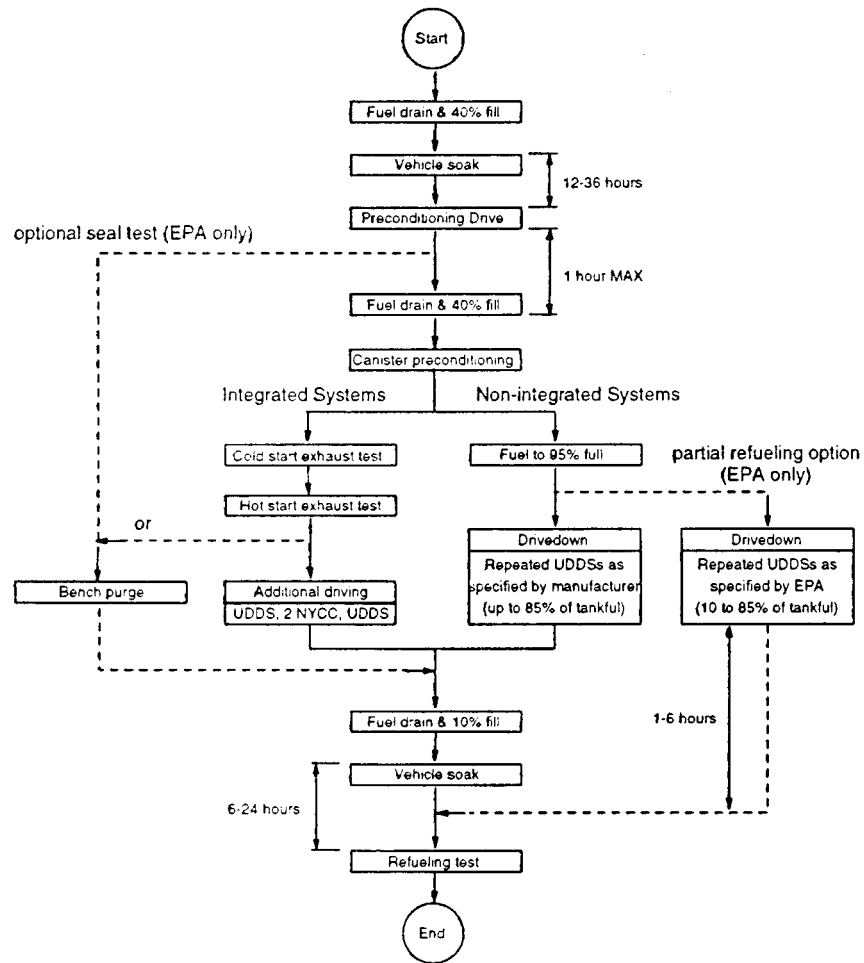 Start
Fuel drain & 40% fill
Vehicle soak
12-36 hours
Preconditioning Drive
optional seal test (EPA only)
1 hour MAX
Fuel drain & 40% fill
Canister preconditioning
Integrated Systems
Non-integrated Systems
Cold start exhaust test
Fuel to 95% full
partial refueling option
(EPA only)
Hot start exhaust test
or
Drivedown
Repeated UDDSs as
specified by manufacturer
(up to 85% of tankful)
Drivedown
Repeated UDDSs as
specified by EPA
(10 to 85% of tankful)
Bench purge
Additional driving
UDDS, 2 NYCC, UDDS
Fuel drain & 10% fill
1-6 hours
Vehicle soak
6-24 hours
Refueling test
End